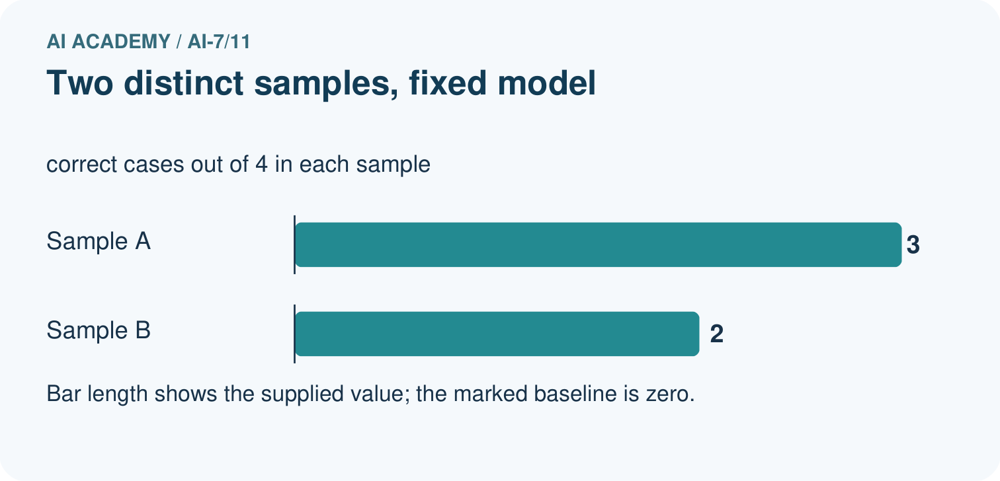 AI ACADEMY / AI-7/11
Two distinct samples, fixed model
correct cases out of 4 in each sample
Sample A
3
Sample B
2
Bar length shows the supplied value; the marked baseline is zero.